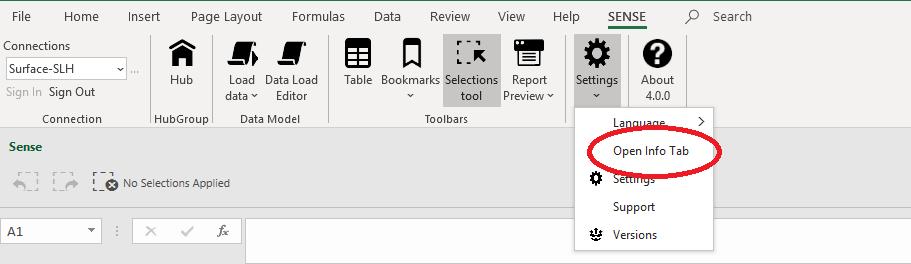 File Home Insert Page Layout Formulas Data Review View Help SENSE Search
Connections
Surface-SLH ...
Sign In Sign Out
Connection
Hub
HubGroup
Load data
Data Load Editor
Data Model
Table
Bookmarks
Selections tool
Report Preview
Toolbars
Settings
About 4.0.0
Language
Open Info Tab
Settings
Support
Versions
Sense
No Selections Applied
A1
fx